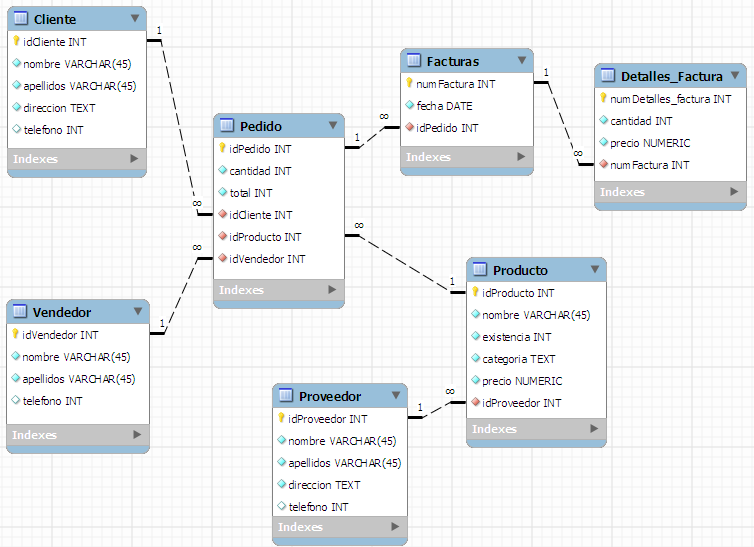 Cliente
idCliente INT
nombre VARCHAR(45)
apellidos VARCHAR(45)
direccion TEXT
telefono INT
Indexes
1
∞
Pedido
idPedido INT
cantidad INT
total INT
idCliente INT
idProducto INT
idVendedor INT
Indexes
1
∞
Facturas
numFactura INT
fecha DATE
idPedido INT
Indexes
1
∞
Detalles_Factura
numDetalles_factura INT
cantidad INT
precio NUMERIC
numFactura INT
Indexes
∞
1
Vendedor
idVendedor INT
nombre VARCHAR(45)
apellidos VARCHAR(45)
telefono INT
Indexes
1
∞
Producto
idProducto INT
nombre VARCHAR(45)
existencia INT
categoria TEXT
precio NUMERIC
idProveedor INT
Indexes
1
∞
Proveedor
idProveedor INT
nombre VARCHAR(45)
apellidos VARCHAR(45)
direccion TEXT
telefono INT
Indexes